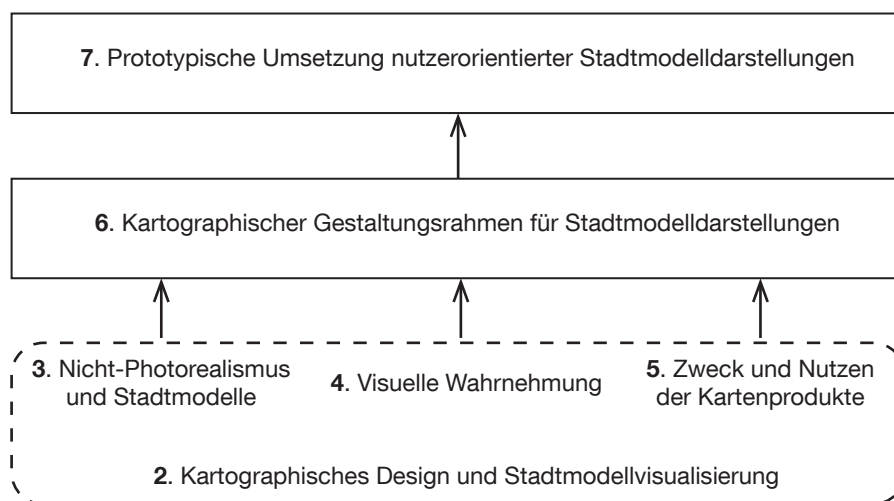 7. Prototypische Umsetzung nutzerorientierter Stadtmodelldarstellungen
6. Kartographischer Gestaltungsrahmen für Stadtmodelldarstellungen
3. Nicht-Photorealismus
und Stadtmodelle
4. Visuelle Wahrnehmung
5. Zweck und Nutzen
der Kartenprodukte
2. Kartographisches Design und Stadtmodellvisualisierung